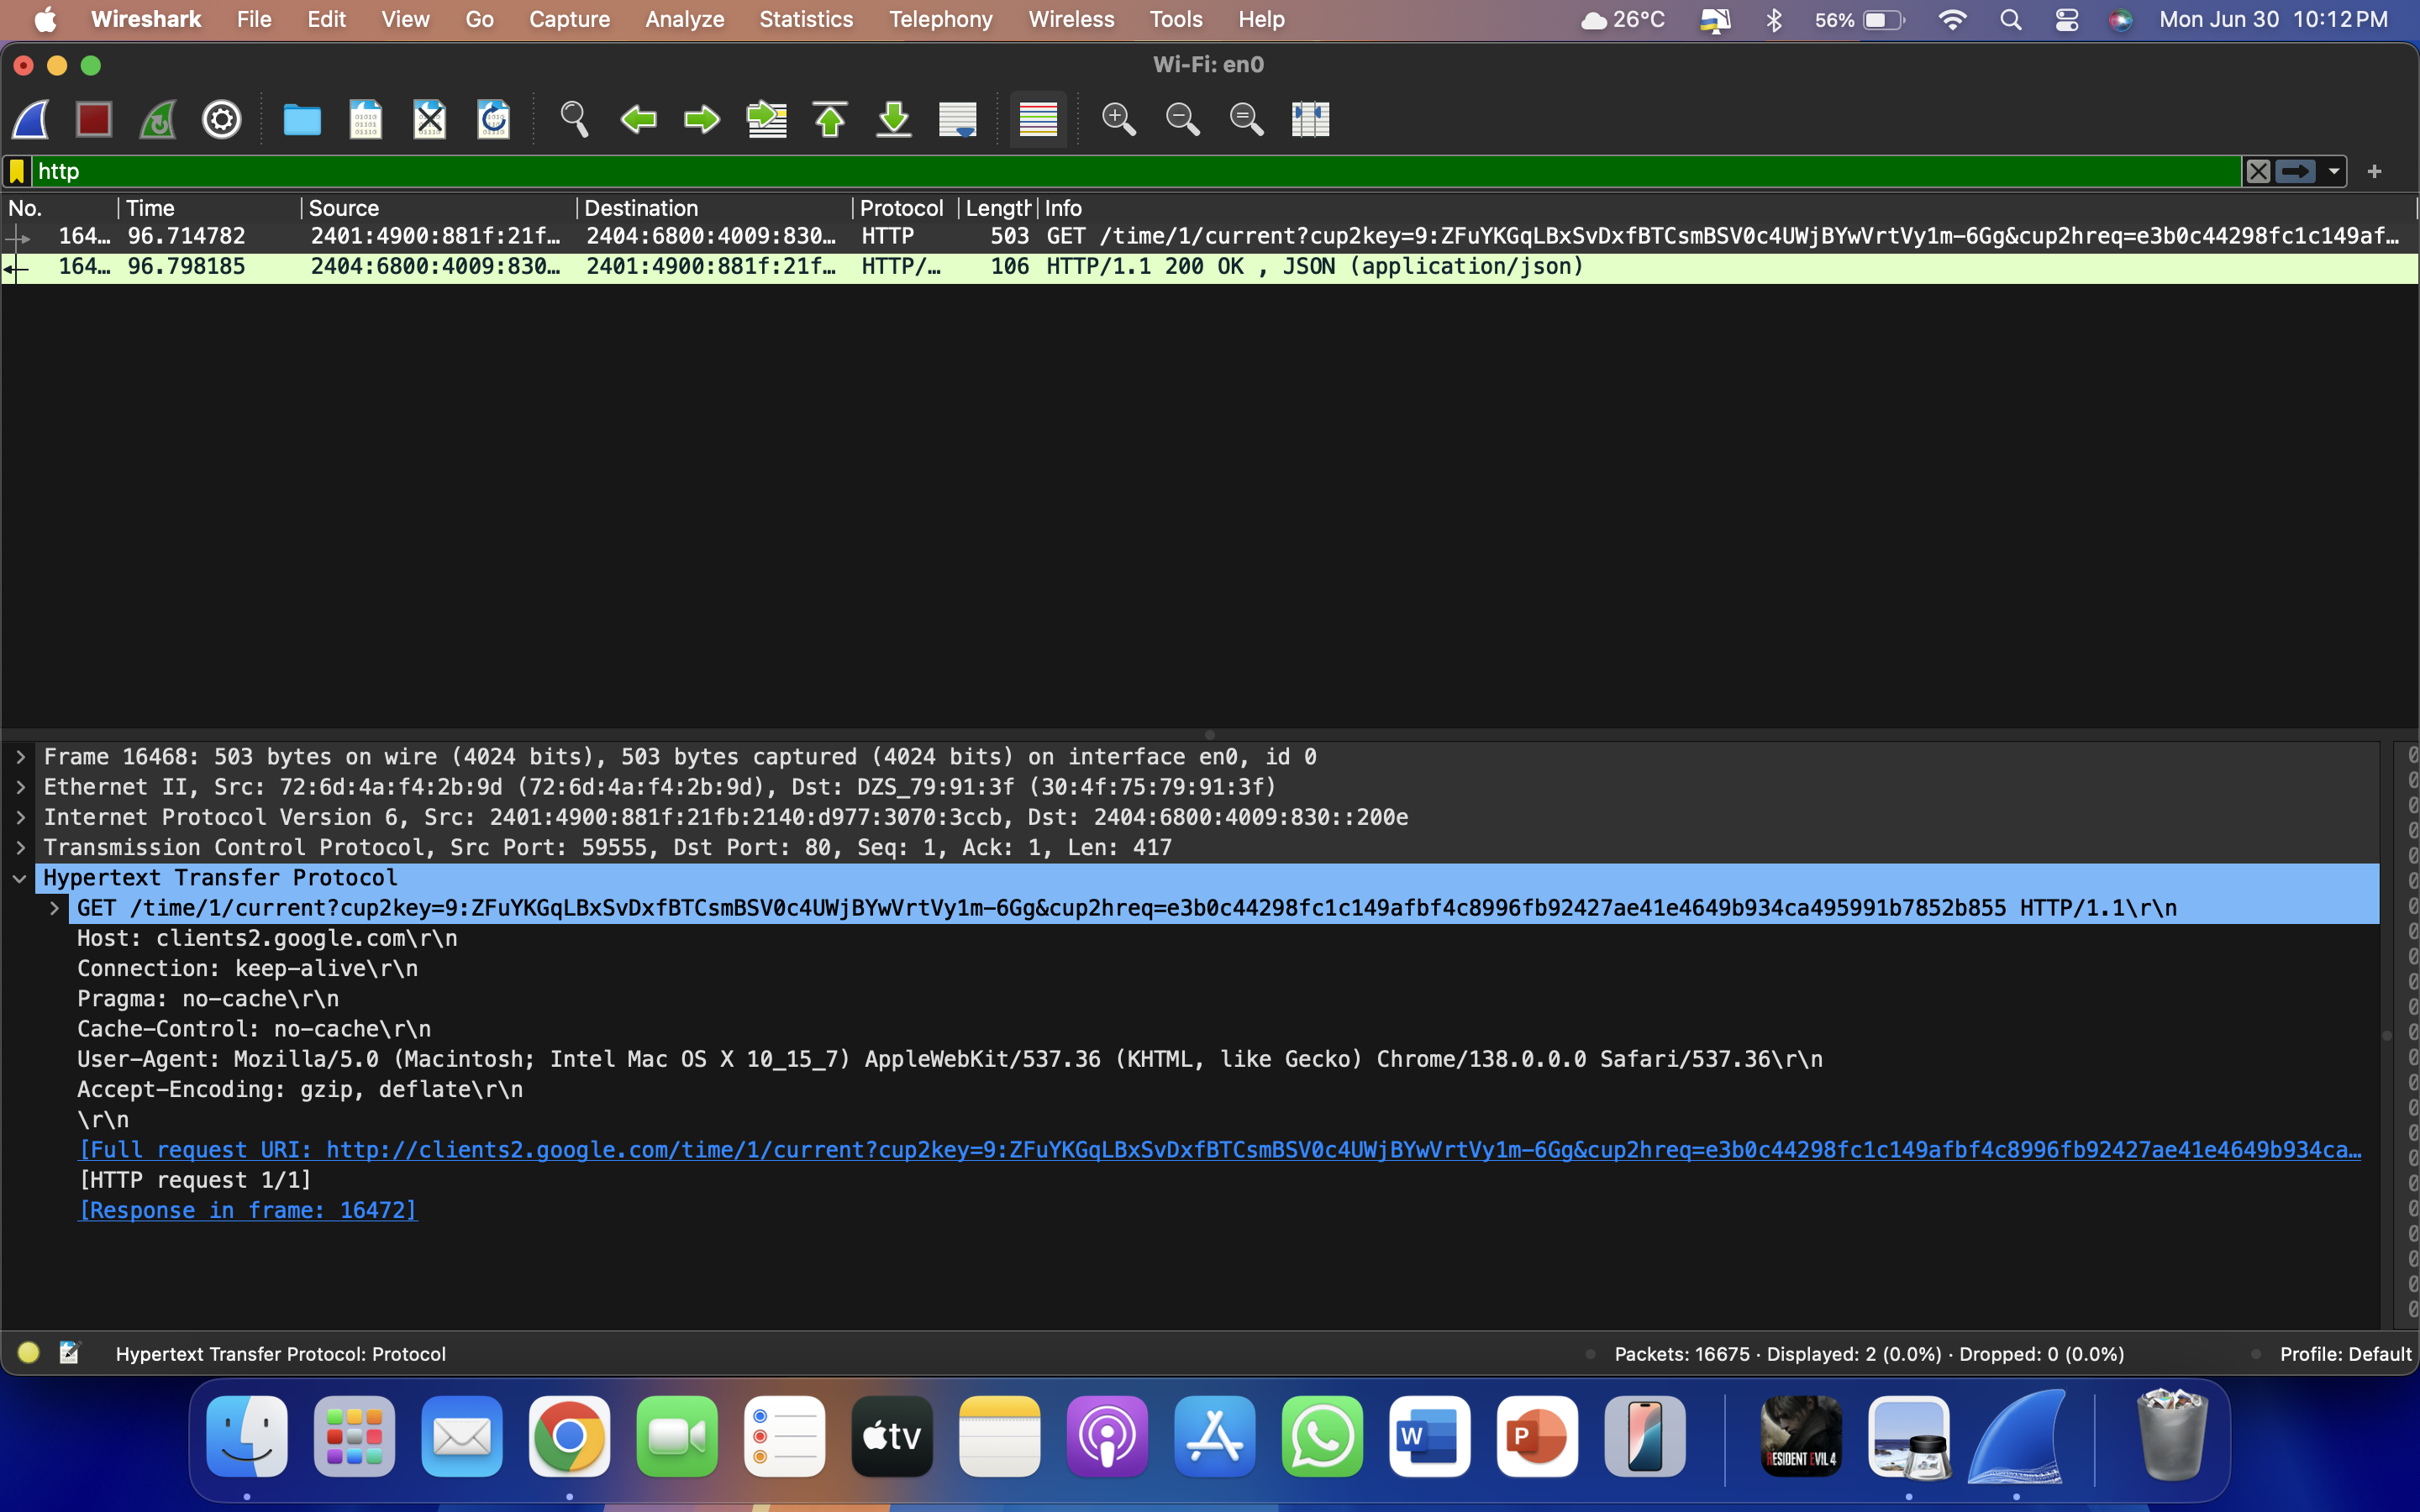 Wireshark File Edit View Go Capture Analyze Statistics Telephony Wireless Tools Help 26°C 56% Mon Jun 30 10:12 PM
Wi-Fi: en0
http
No. Time Source Destination Protocol Length Info
164… 96.714782 2401:4900:881f:21f… 2404:6800:4009:830… HTTP 503 GET /time/1/current?cup2key=9:ZFuYKGqLBxSvDxfBTCsmBSV0c4UWjBYwVrtVy1m-6Gg&cup2hreq=e3b0c44298fc1c149af…
164… 96.798185 2404:6800:4009:830… 2401:4900:881f:21f… HTTP/… 106 HTTP/1.1 200 OK , JSON (application/json)
Frame 16468: 503 bytes on wire (4024 bits), 503 bytes captured (4024 bits) on interface en0, id 0
Ethernet II, Src: 72:6d:4a:f4:2b:9d (72:6d:4a:f4:2b:9d), Dst: DZS_79:91:3f (30:4f:75:79:91:3f)
Internet Protocol Version 6, Src: 2401:4900:881f:21fb:2140:d977:3070:3ccb, Dst: 2404:6800:4009:830::200e
Transmission Control Protocol, Src Port: 59555, Dst Port: 80, Seq: 1, Ack: 1, Len: 417
Hypertext Transfer Protocol
GET /time/1/current?cup2key=9:ZFuYKGqLBxSvDxfBTCsmBSV0c4UWjBYwVrtVy1m-6Gg&cup2hreq=e3b0c44298fc1c149afbf4c8996fb92427ae41e4649b934ca495991b7852b855 HTTP/1.1\r\n
Host: clients2.google.com\r\n
Connection: keep-alive\r\n
Pragma: no-cache\r\n
Cache-Control: no-cache\r\n
User-Agent: Mozilla/5.0 (Macintosh; Intel Mac OS X 10_15_7) AppleWebKit/537.36 (KHTML, like Gecko) Chrome/138.0.0.0 Safari/537.36\r\n
Accept-Encoding: gzip, deflate\r\n
\r\n
[Full request URI: http://clients2.google.com/time/1/current?cup2key=9:ZFuYKGqLBxSvDxfBTCsmBSV0c4UWjBYwVrtVy1m-6Gg&cup2hreq=e3b0c44298fc1c149afbf4c8996fb92427ae41e4649b934ca…
[HTTP request 1/1]
[Response in frame: 16472]
Hypertext Transfer Protocol: Protocol Packets: 16675 · Displayed: 2 (0.0%) · Dropped: 0 (0.0%) Profile: Default
tv W P RESIDENT EVIL 4